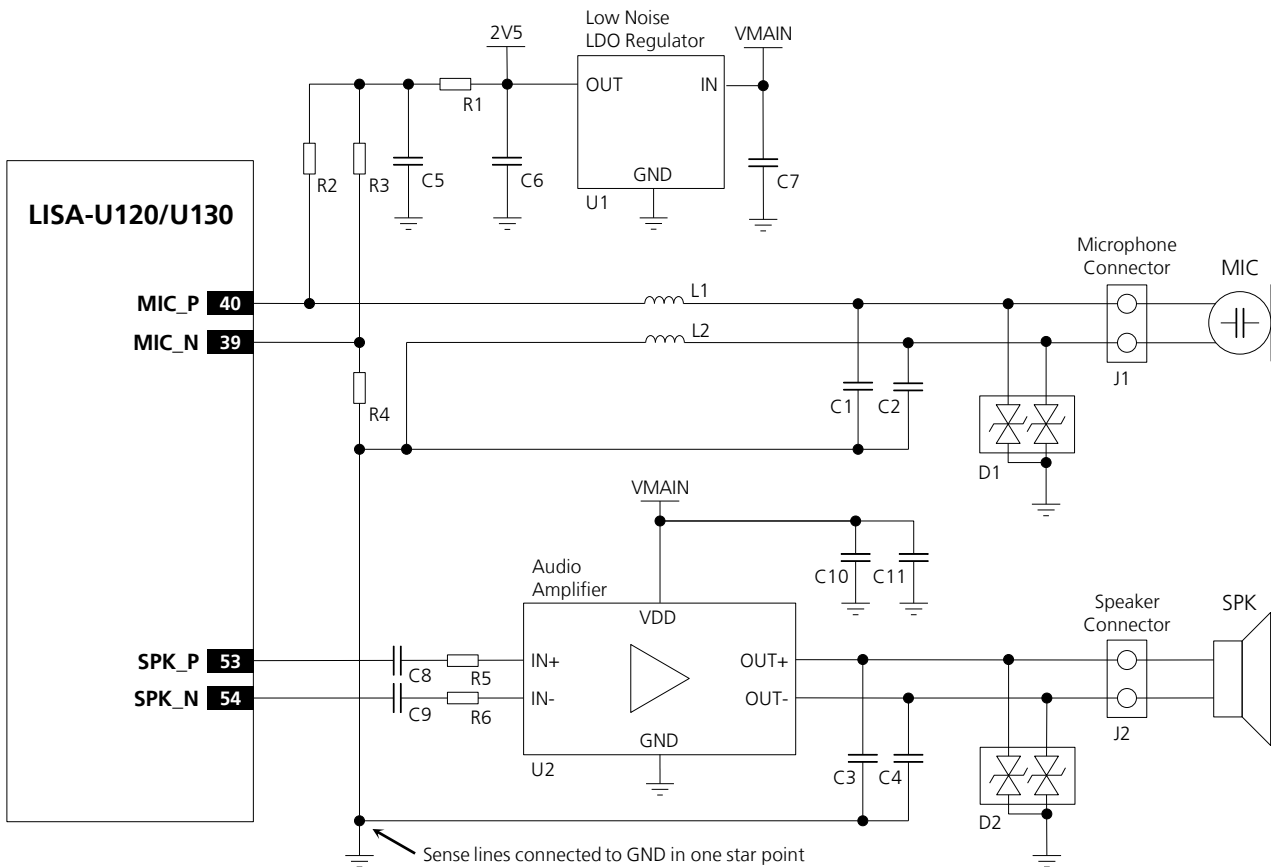 Low Noise
LDO Regulator
2V5
VMAIN
OUT
IN
R1
GND
R2
R3
C5
C6
U1
C7
LISA-U120/U130
Microphone
Connector
MIC
MIC_P 40
L1
MIC_N 39
L2
J1
R4
C1
C2
D1
VMAIN
Audio
Amplifier
C10
C11
VDD
Speaker
Connector
SPK
SPK_P 53
C8
R5
IN+
OUT+
SPK_N 54
C9
R6
IN-
OUT-
GND
J2
U2
C3
C4
D2
Sense lines connected to GND in one star point